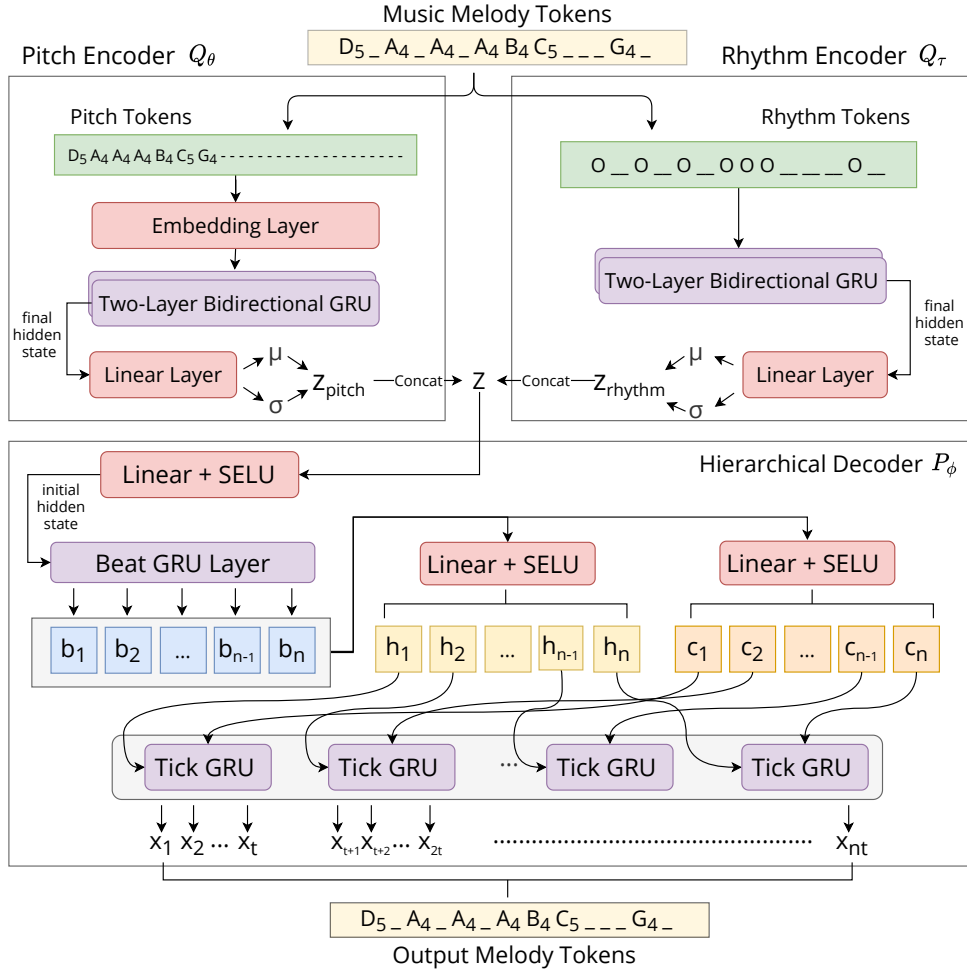 Music Melody Tokens
D5 _ A4 _ A4 _ A4 B4 C5 _ _ _ G4 _
Pitch Encoder Qθ
Rhythm Encoder Qτ
Pitch Tokens
Rhythm Tokens
D5 A4 A4 A4 B4 C5 G4 - - - - - - - - - - - - - - - - - - - -
O _ O _ O _ O O O _ _ _ O _
Embedding Layer
Two-Layer Bidirectional GRU
Two-Layer Bidirectional GRU
final
hidden
state
final
hidden
state
Linear Layer
μ
σ
zpitch
Concat
z
Concat
zrhythm
μ
σ
Linear Layer
Hierarchical Decoder Pϕ
Linear + SELU
initial
hidden
state
Beat GRU Layer
Linear + SELU
Linear + SELU
b1 b2 ... bn-1 bn
h1 h2 ... hn-1 hn
c1 c2 ... cn-1 cn
Tick GRU
Tick GRU
...
Tick GRU
Tick GRU
x1 x2 ... xt
xt+1 xt+2 ... x2t
..................................................
xnt
D5 _ A4 _ A4 _ A4 B4 C5 _ _ _ G4 _
Output Melody Tokens